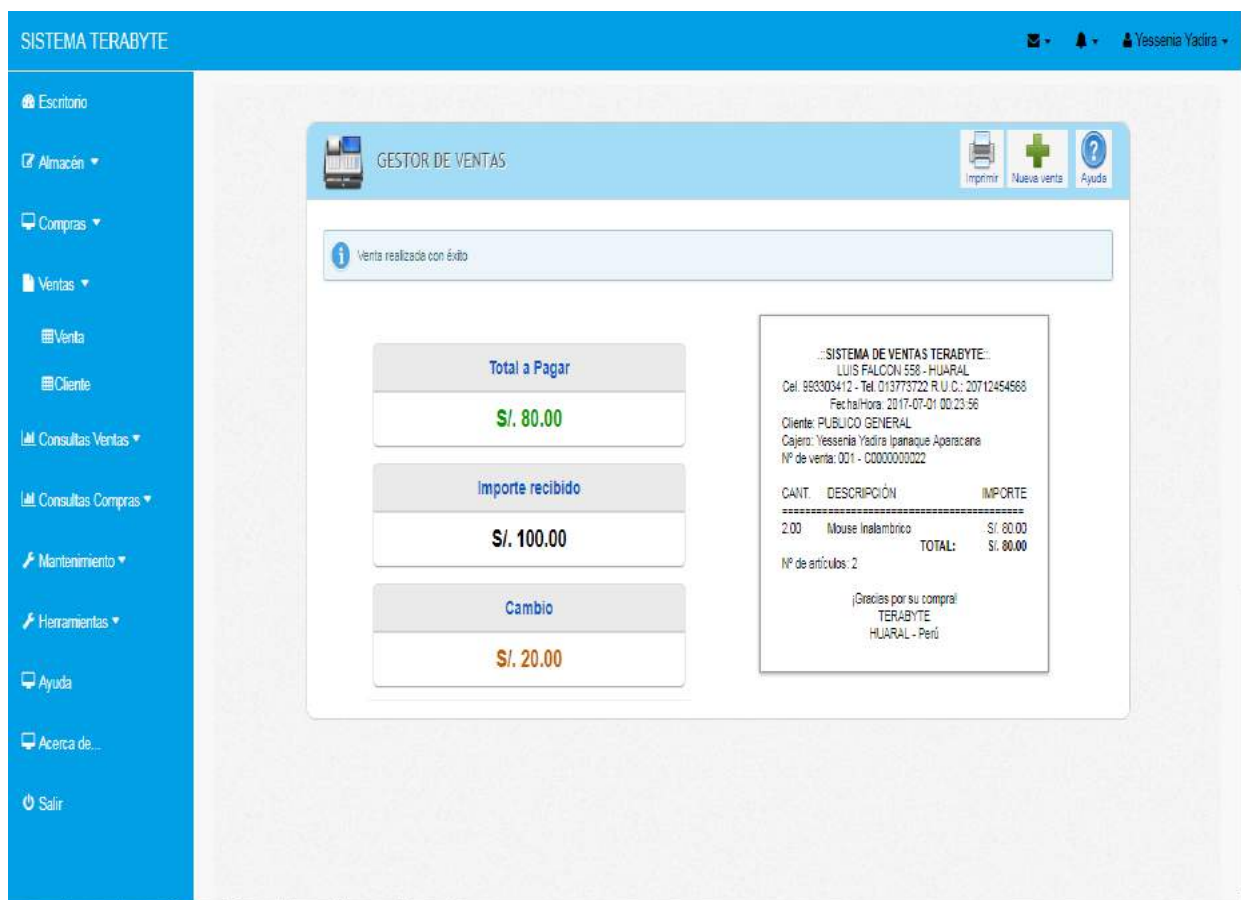 SISTEMA TERABYTE
Yessenia Yadira
Escritorio
Almacén
Compras
Ventas
Venta
Cliente
Consultas Ventas
Consultas Compras
Mantenimiento
Herramientas
Ayuda
Acerca de...
Salir
GESTOR DE VENTAS
Imprimir
Nueva venta
Ayuda
Venta realizada con éxito
Total a Pagar
S/. 80.00
Importe recibido
S/. 100.00
Cambio
S/. 20.00
.::SISTEMA DE VENTAS TERABYTE::.
LUIS FALCON 558 - HUARAL
Cel. 993303412 - Tel. 013773722 R.U.C.: 20712454568
Fecha/Hora: 2017-07-01 00:23:56
Cliente: PUBLICO GENERAL
Cajero: Yessenia Yadira Ipanaque Aparacana
Nº de venta: 001 - C0000000022
CANT. DESCRIPCIÓN IMPORTE
==========================================
2.00 Mouse Inalambrico S/. 80.00
TOTAL: S/. 80.00
Nº de artículos: 2
¡Gracias por su compra!
TERABYTE
HUARAL - Perú